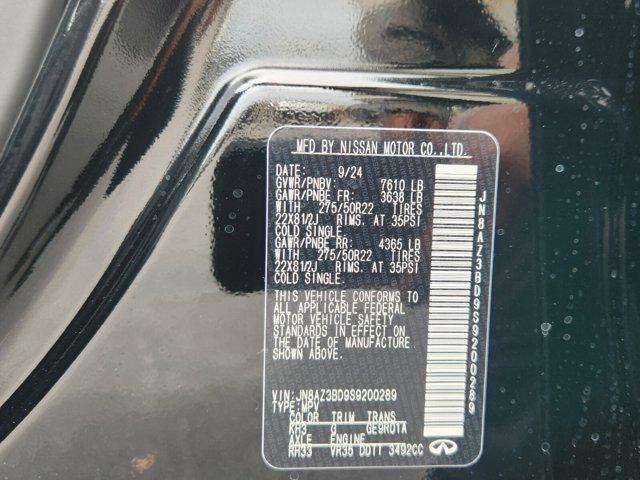 MFD BY NISSAN MOTOR CO.,LTD.
DATE: 9/24
GVWR/PNBV: 7610 LB
GAWR/PNBE FR: 3638 LB
WITH 275/50R22 TIRES
22X81/2J RIMS. AT 35PSI
COLD SINGLE.
GAWR/PNBE RR: 4365 LB
WITH 275/50R22 TIRES
22X81/2J RIMS. AT 35PSI
COLD SINGLE.
THIS VEHICLE CONFORMS TO
ALL APPLICABLE FEDERAL
MOTOR VEHICLE SAFETY
STANDARDS IN EFFECT ON
THE DATE OF MANUFACTURE
SHOWN ABOVE.
VIN: JN8AZ3BD9S9200289
TYPE: MPV
COLOR TRIM TRANS
KH3 G GE9R01A
AXLE ENGINE
RH33 VR35 DDTT 3492CC
JN8AZ3BD9S9200289